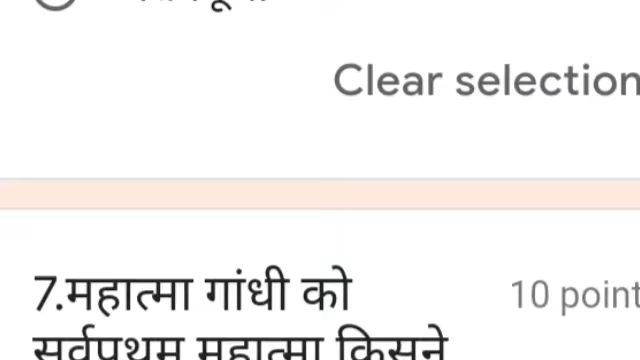 Clear selection
7.महात्मा गांधी को
10 point
सर्वप्रथम महात्मा किसने